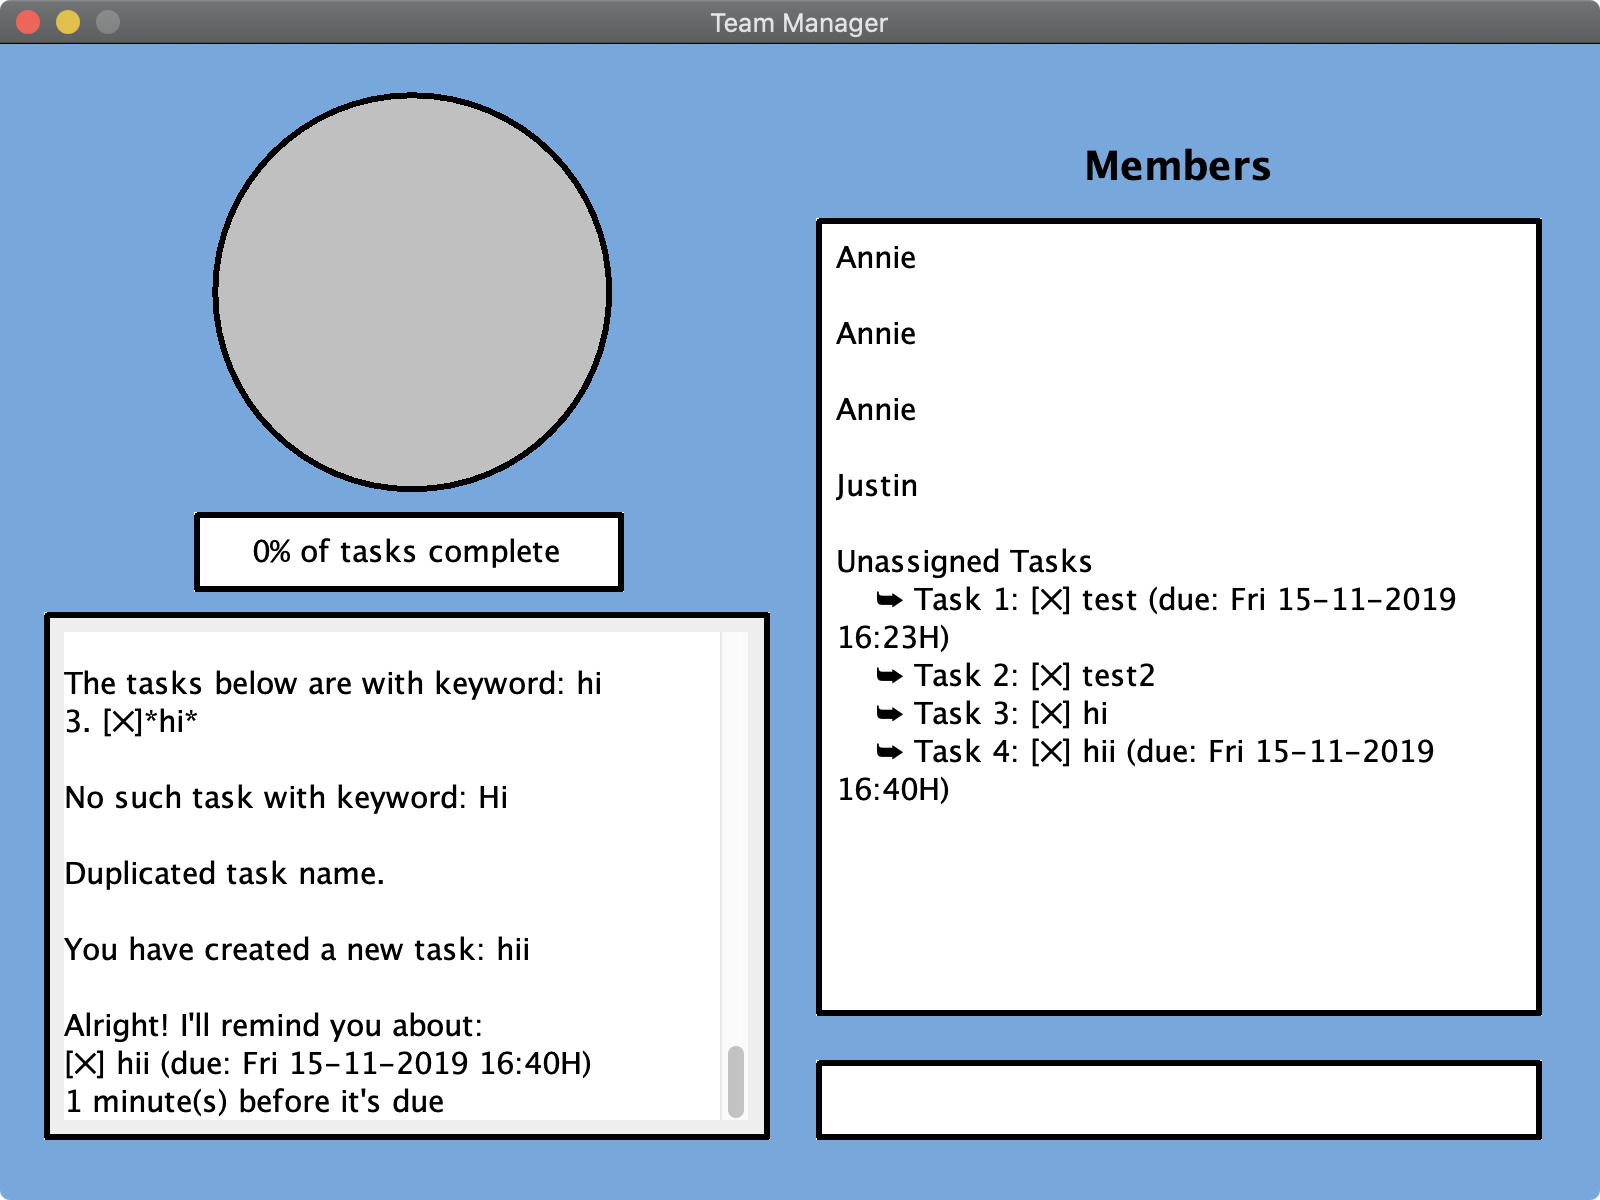 Team Manager
0% of tasks complete
The tasks below are with keyword: hi
3. [✕]*hi*
No such task with keyword: Hi
Duplicated task name.
You have created a new task: hii
Alright! I'll remind you about:
[✕] hii (due: Fri 15-11-2019 16:40H)
1 minute(s) before it's due
Members
Annie
Annie
Annie
Justin
Unassigned Tasks
➥ Task 1: [✕] test (due: Fri 15-11-2019
16:23H)
➥ Task 2: [✕] test2
➥ Task 3: [✕] hi
➥ Task 4: [✕] hii (due: Fri 15-11-2019
16:40H)